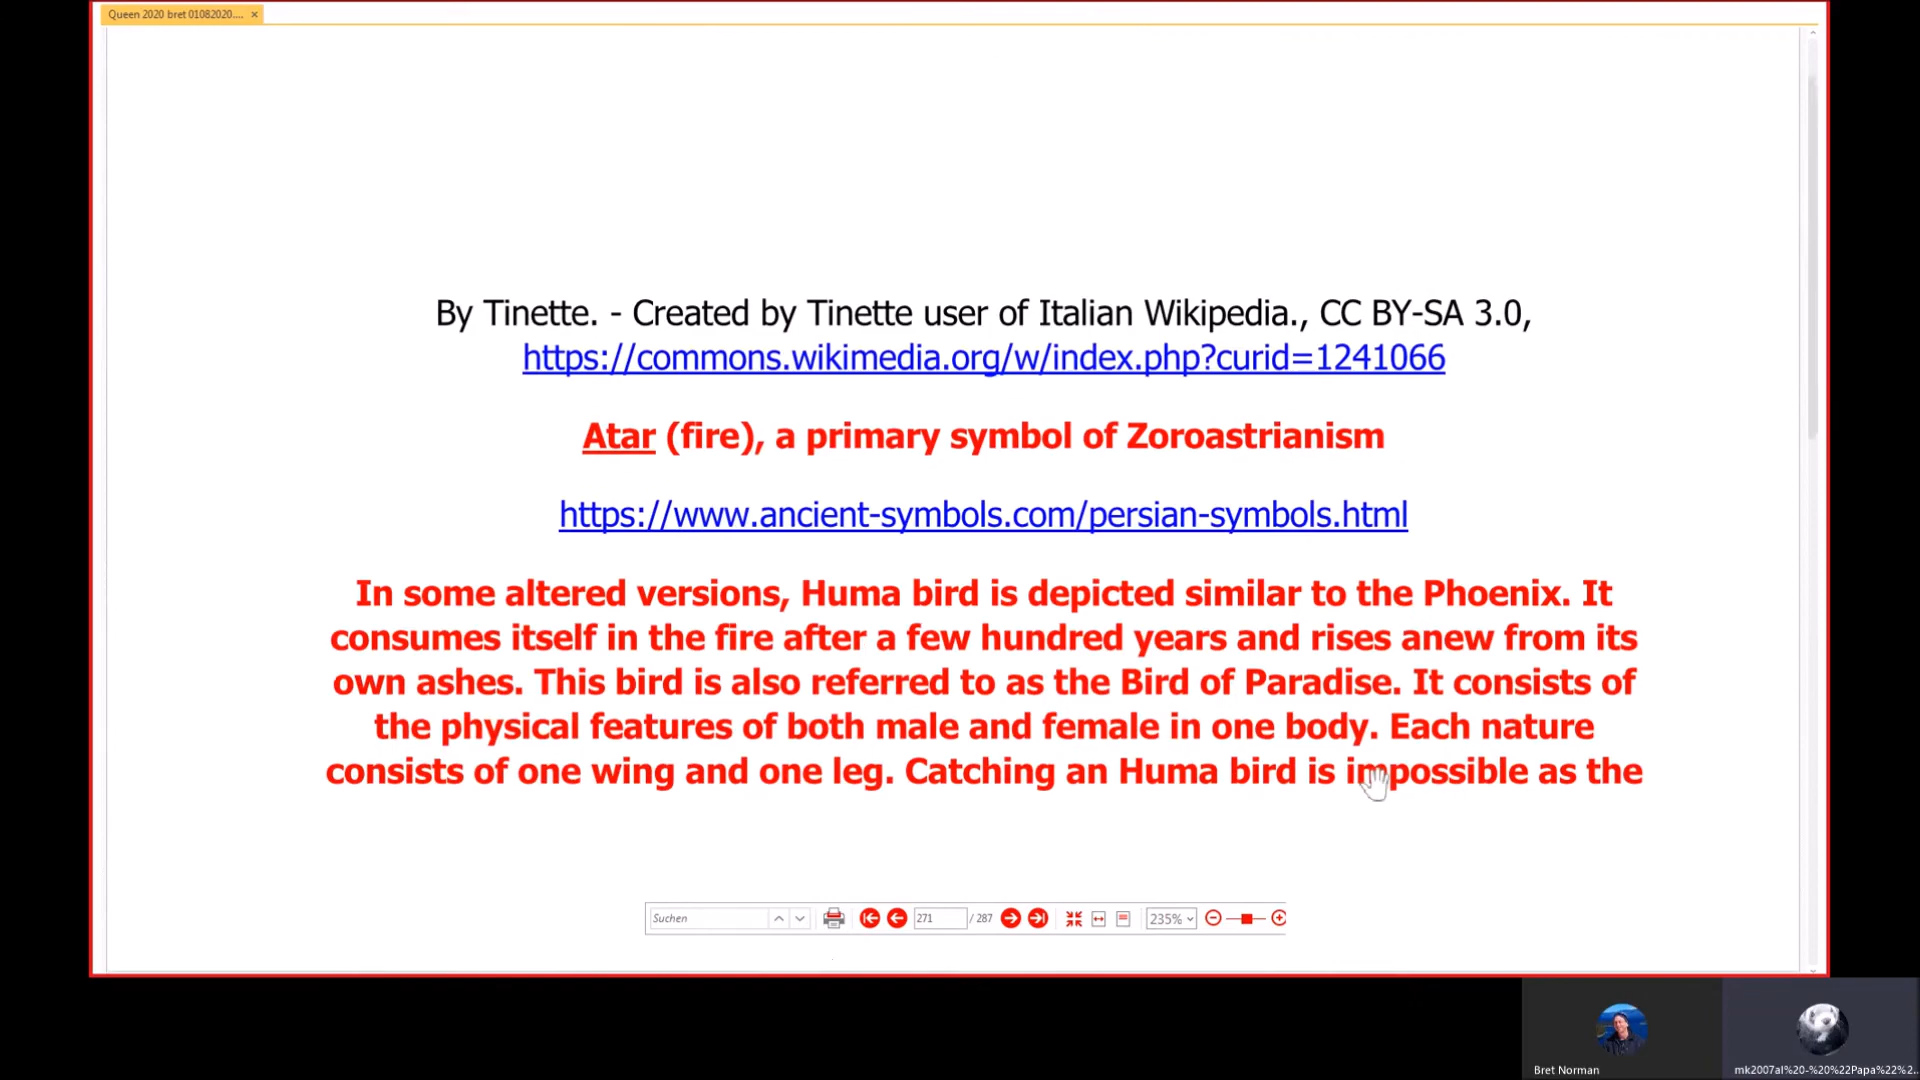 Queen 2020 bret 01082020.... ×
By Tinette. - Created by Tinette user of Italian Wikipedia., CC BY-SA 3.0,
https://commons.wikimedia.org/w/index.php?curid=1241066
Atar (fire), a primary symbol of Zoroastrianism
https://www.ancient-symbols.com/persian-symbols.html
In some altered versions, Huma bird is depicted similar to the Phoenix. It
consumes itself in the fire after a few hundred years and rises anew from its
own ashes. This bird is also referred to as the Bird of Paradise. It consists of
the physical features of both male and female in one body. Each nature
consists of one wing and one leg. Catching an Huma bird is impossible as the
Suchen 271 / 287 235%
Bret Norman
mk2007al%20-%20%22Papa%22%2...